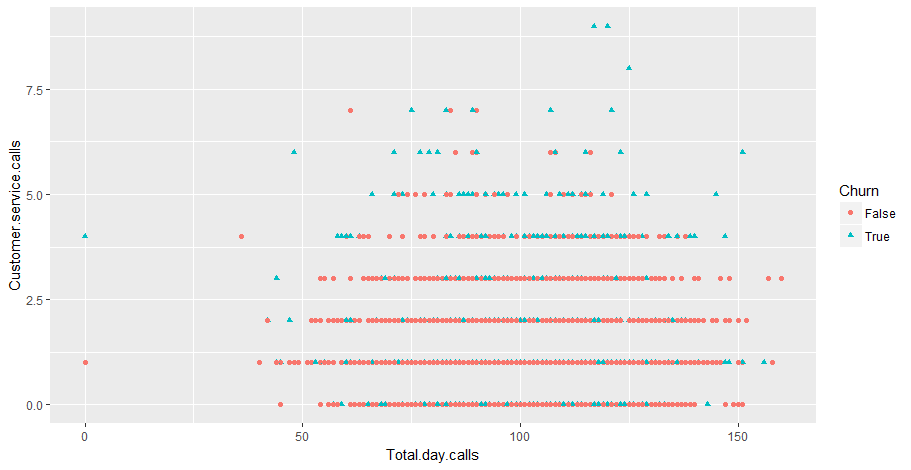 7.5
5.0
2.5
0.0
Customer.service.calls
0
50
100
150
Total.day.calls
Churn
False
True